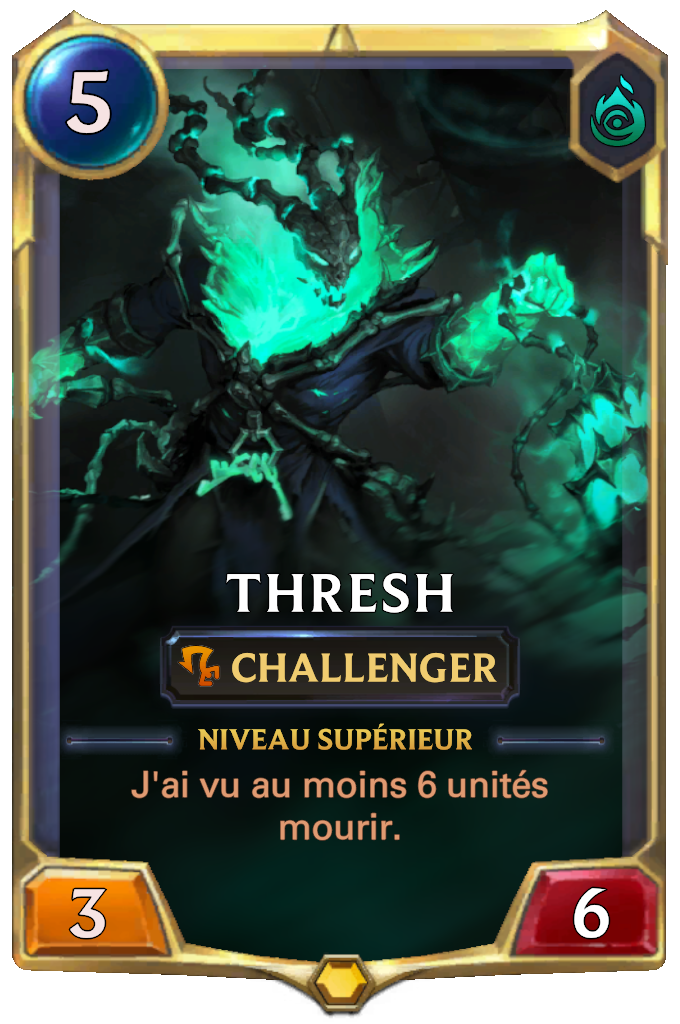 5
THRESH
CHALLENGER
NIVEAU SUPÉRIEUR
J'ai vu au moins 6 unités
mourir.
3
6